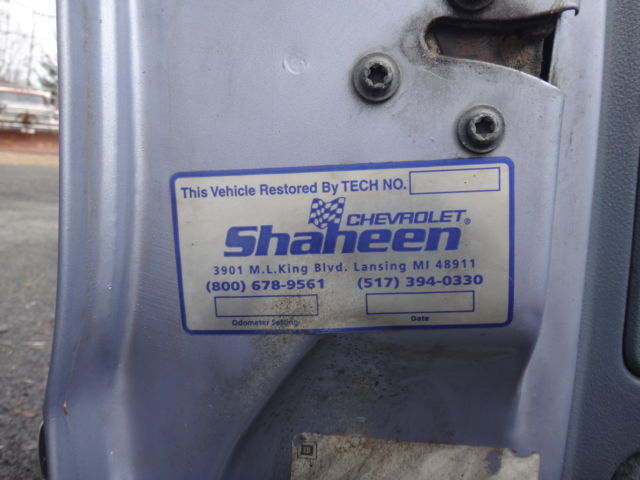 This Vehicle Restored By TECH NO.
CHEVROLET®
Shaheen
3901 M.L.King Blvd. Lansing MI 48911
(800) 678-9561 (517) 394-0330
Odometer Setting Date